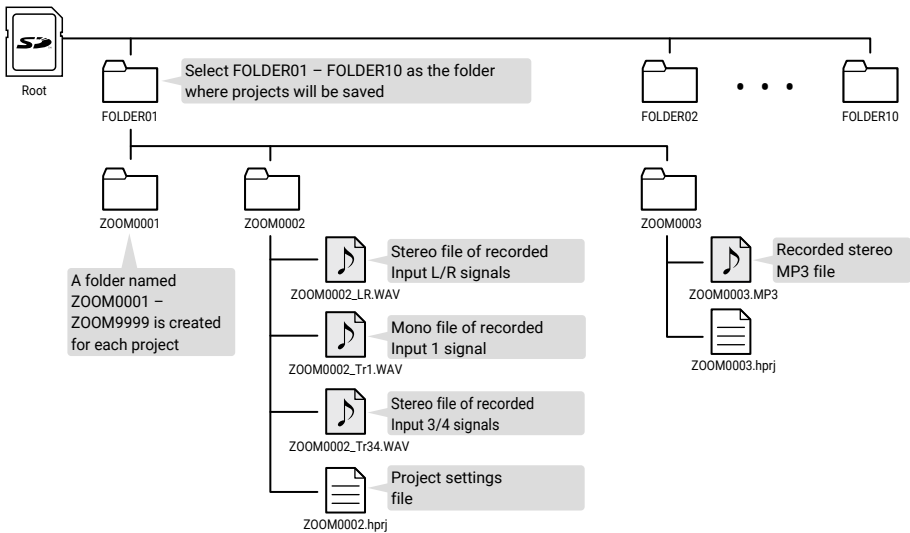 SD
Root
FOLDER01
Select FOLDER01 – FOLDER10 as the folder
where projects will be saved
FOLDER02
FOLDER10
ZOOM0001
ZOOM0002
ZOOM0003
A folder named
ZOOM0001 –
ZOOM9999 is created
for each project
Stereo file of recorded
Input L/R signals
ZOOM0002_LR.WAV
Mono file of recorded
Input 1 signal
ZOOM0002_Tr1.WAV
Stereo file of recorded
Input 3/4 signals
ZOOM0002_Tr34.WAV
Project settings
file
ZOOM0002.hprj
Recorded stereo
MP3 file
ZOOM0003.MP3
ZOOM0003.hprj